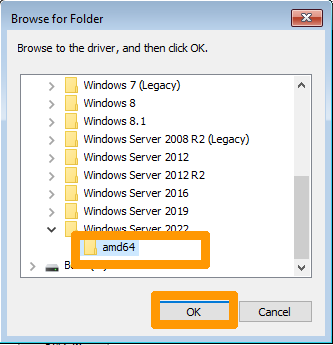 Browse for Folder
Browse to the driver, and then click OK.
Windows 7 (Legacy)
Windows 8
Windows 8.1
Windows Server 2008 R2 (Legacy)
Windows Server 2012
Windows Server 2012 R2
Windows Server 2016
Windows Server 2019
Windows Server 2022
amd64
OK
Cancel